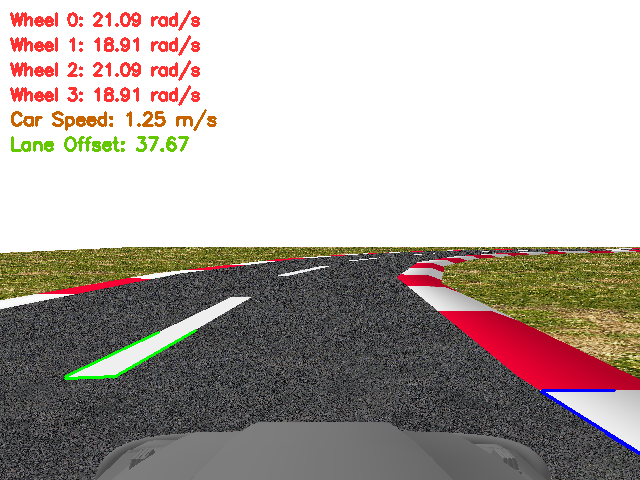 Wheel 0: 21.09 rad/s
Wheel 1: 18.91 rad/s
Wheel 2: 21.09 rad/s
Wheel 3: 18.91 rad/s
Car Speed: 1.25 m/s
Lane Offset: 37.67